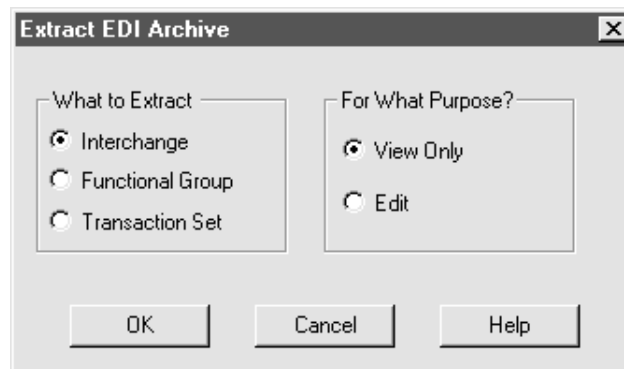 Extract EDI Archive
What to Extract
Interchange
Functional Group
Transaction Set
For What Purpose?
View Only
Edit
OK
Cancel
Help